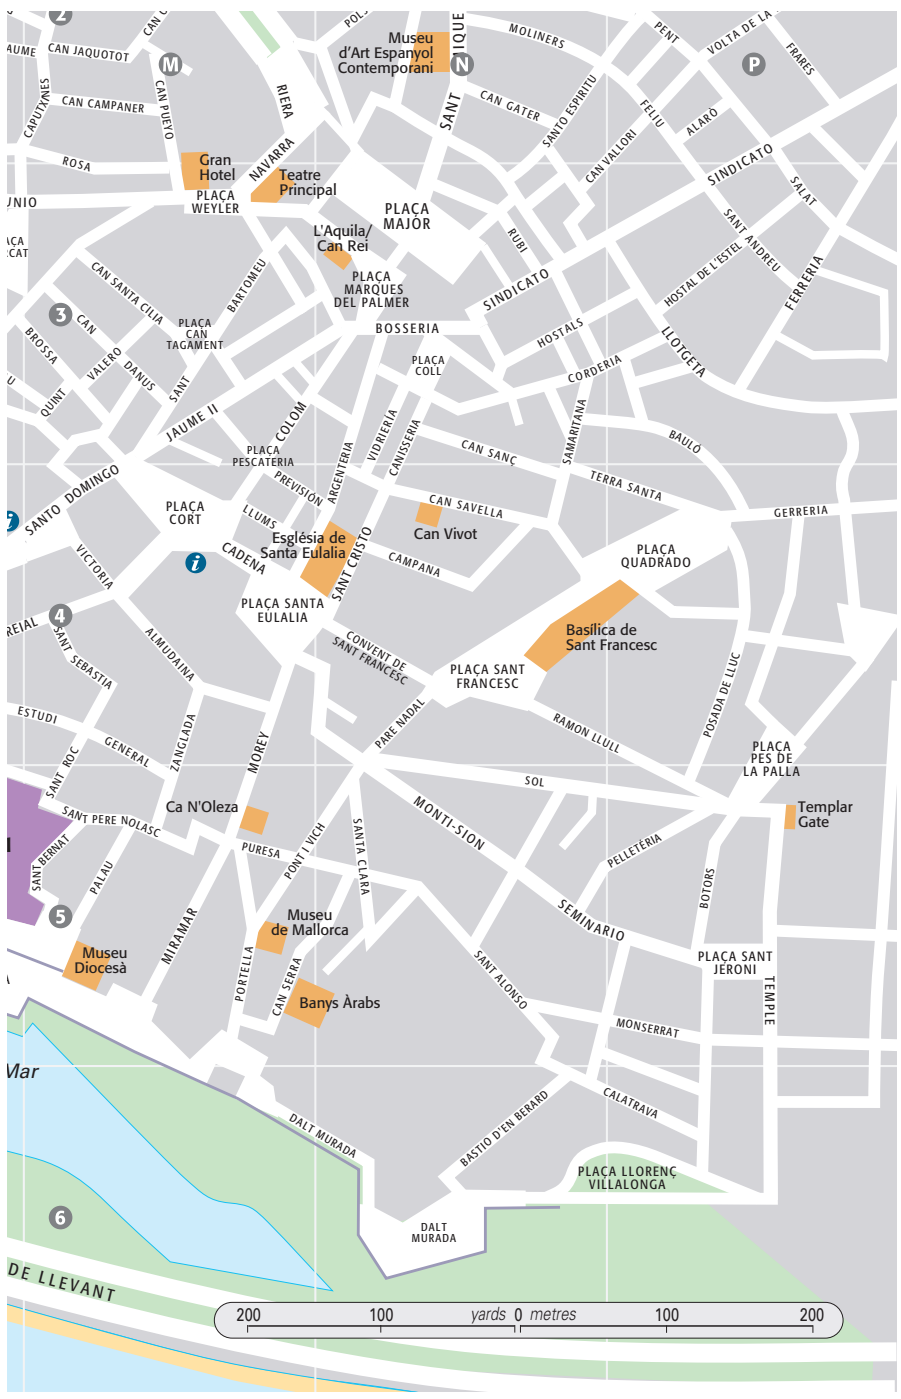 2
CAN JAQUOTOT
AUME
CAPUTXNES
CAN CAMPANER
ROSA
M
CAN PUEYO
RIERA
NAVARRA
Museu
d'Art Espanyol
Contemporani
N
SANT
MOLINERS
CAN GATER
SANTO ESPIRITU
PENT
VOLTA DE LA
FRARES
P
FELIU
CAN VALLORI
ALARÒ
SINDICATO
SALAT
SANT ANDREU
HOSTAL DE L'ESTEL
FERRERIA
Gran
Hotel
Teatre
Principal
UNIO
PLAÇA
WEYLER
PLAÇA
MAJOR
RUBI
L'Aquila/
Can Rei
PLAÇA
MARQUES
DEL PALMER
SINDICATO
CAN SANTA CILIA
BARTOMEU
3
CAN
DANUS
BROSSA
VALERO
QUINT
PLAÇA
CAN
TAGAMENT
SANT
BOSSERIA
HOSTALS
LLOTGETA
PLAÇA
COLL
CORDERIA
JAUME II
COLOM
VIDRIERÍA
CANISSERIA
ARGENTERIA
SAMARITANA
BAULÓ
CAN SANÇ
TERRA SANTA
PLAÇA
PESCATERIA
PREVISIÓN
SANTO DOMINGO
PLAÇA
CORT
LLUMS
CADENA
Església de
Santa Eulalia
SANT CRISTO
CAN SAVELLA
Can Vivot
CAMPANA
GERRERIA
PLAÇA
QUADRADO
i
VICTORIA
PLAÇA SANTA
EULALIA
4
REIAL
SANT SEBASTIA
ALMUDAINA
CONVENT DE
SANT FRANCESC
Basílica de
Sant Francesc
PLAÇA SANT
FRANCESC
PARE NADAL
RAMON LLULL
POSADA DE LLUC
ESTUDI
GENERAL
ZANGLADA
MOREY
SANT ROC
PLAÇA
PES DE
LA PALLA
SOL
Ca N'Oleza
SANT PERE NOLASC
SANT BERNAT
PALAU
PURESA
PONT I VICH
SANTA CLARA
MONTI-SION
PELLETÉRIA
Templar
Gate
BOTORS
5
MIRAMAR
Museu
de Mallorca
SEMINARIO
Museu
Diocesà
PORTELLA
CAN SERRA
Banys Àrabs
SANT ALONSO
PLAÇA SANT
JERONI
TEMPLE
MONSERRAT
Mar
DALT MURADA
BASTIO D'EN BERARD
CALATRAVA
PLAÇA LLORENÇ
VILLALONGA
6
DALT
MURADA
DE LLEVANT
200 100 yards 0 metres 100 200